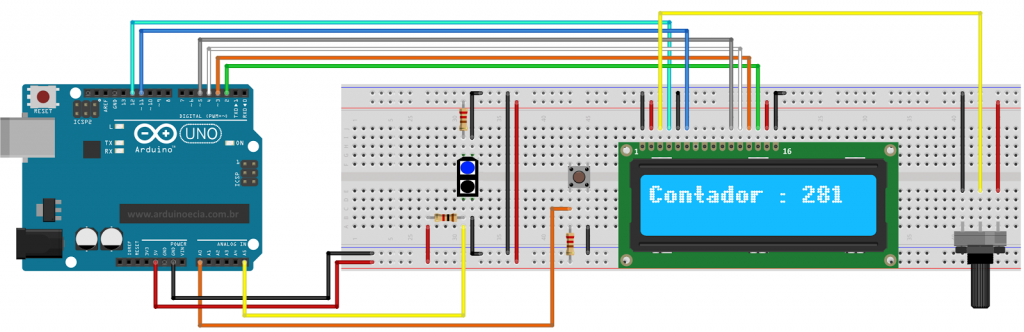 RESET
ICSP2
AREF
GND
13
12
~11
~10
~9
8
7
~6
~5
4
~3
2
TX►1
RX◄0
DIGITAL (PWM~)
L
TX
RX
UNO
ON
Arduino™
ICSP
1
www.arduinoecia.com.br
IOREF
RESET
3V3
5V
GND
GND
VIN
POWER
ANALOG IN
A0
A1
A2
A3
A4
A5
1
16
Contador : 281